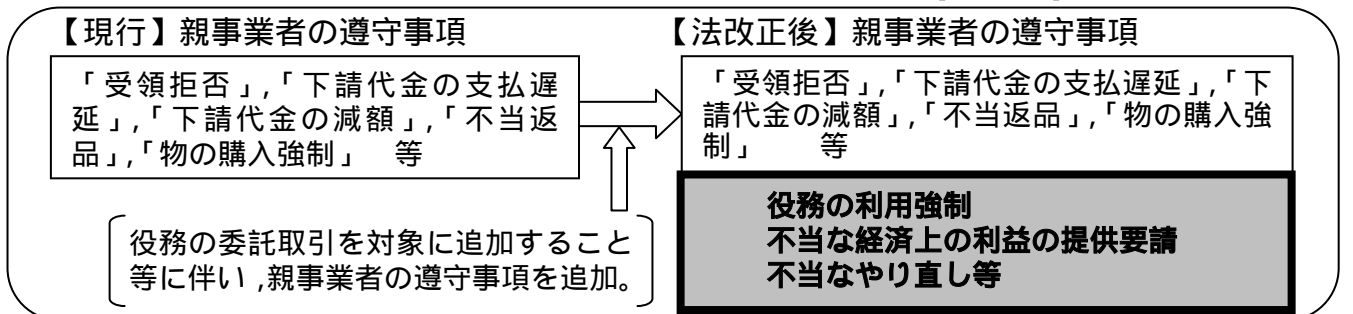 【現行】親事業者の遵守事項
「受領拒否」,「下請代金の支払遅
延」,「下請代金の減額」,「不当返
品」,「物の購入強制」 等
役務の委託取引を対象に追加すること
等に伴い,親事業者の遵守事項を追加。
【法改正後】親事業者の遵守事項
「受領拒否」,「下請代金の支払遅延」,「下
請代金の減額」,「不当返品」,「物の購入強
制」 等
役務の利用強制
不当な経済上の利益の提供要請
不当なやり直し等